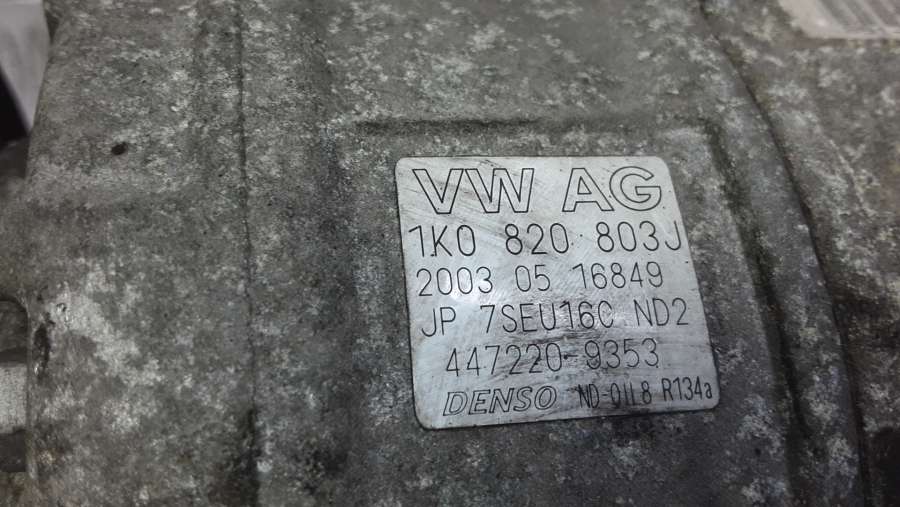 VW AG
1K0 820 803J
2003 05 16849
JP 7SEU16C ND2
447220-9353
DENSO ND-OIL8 R134a